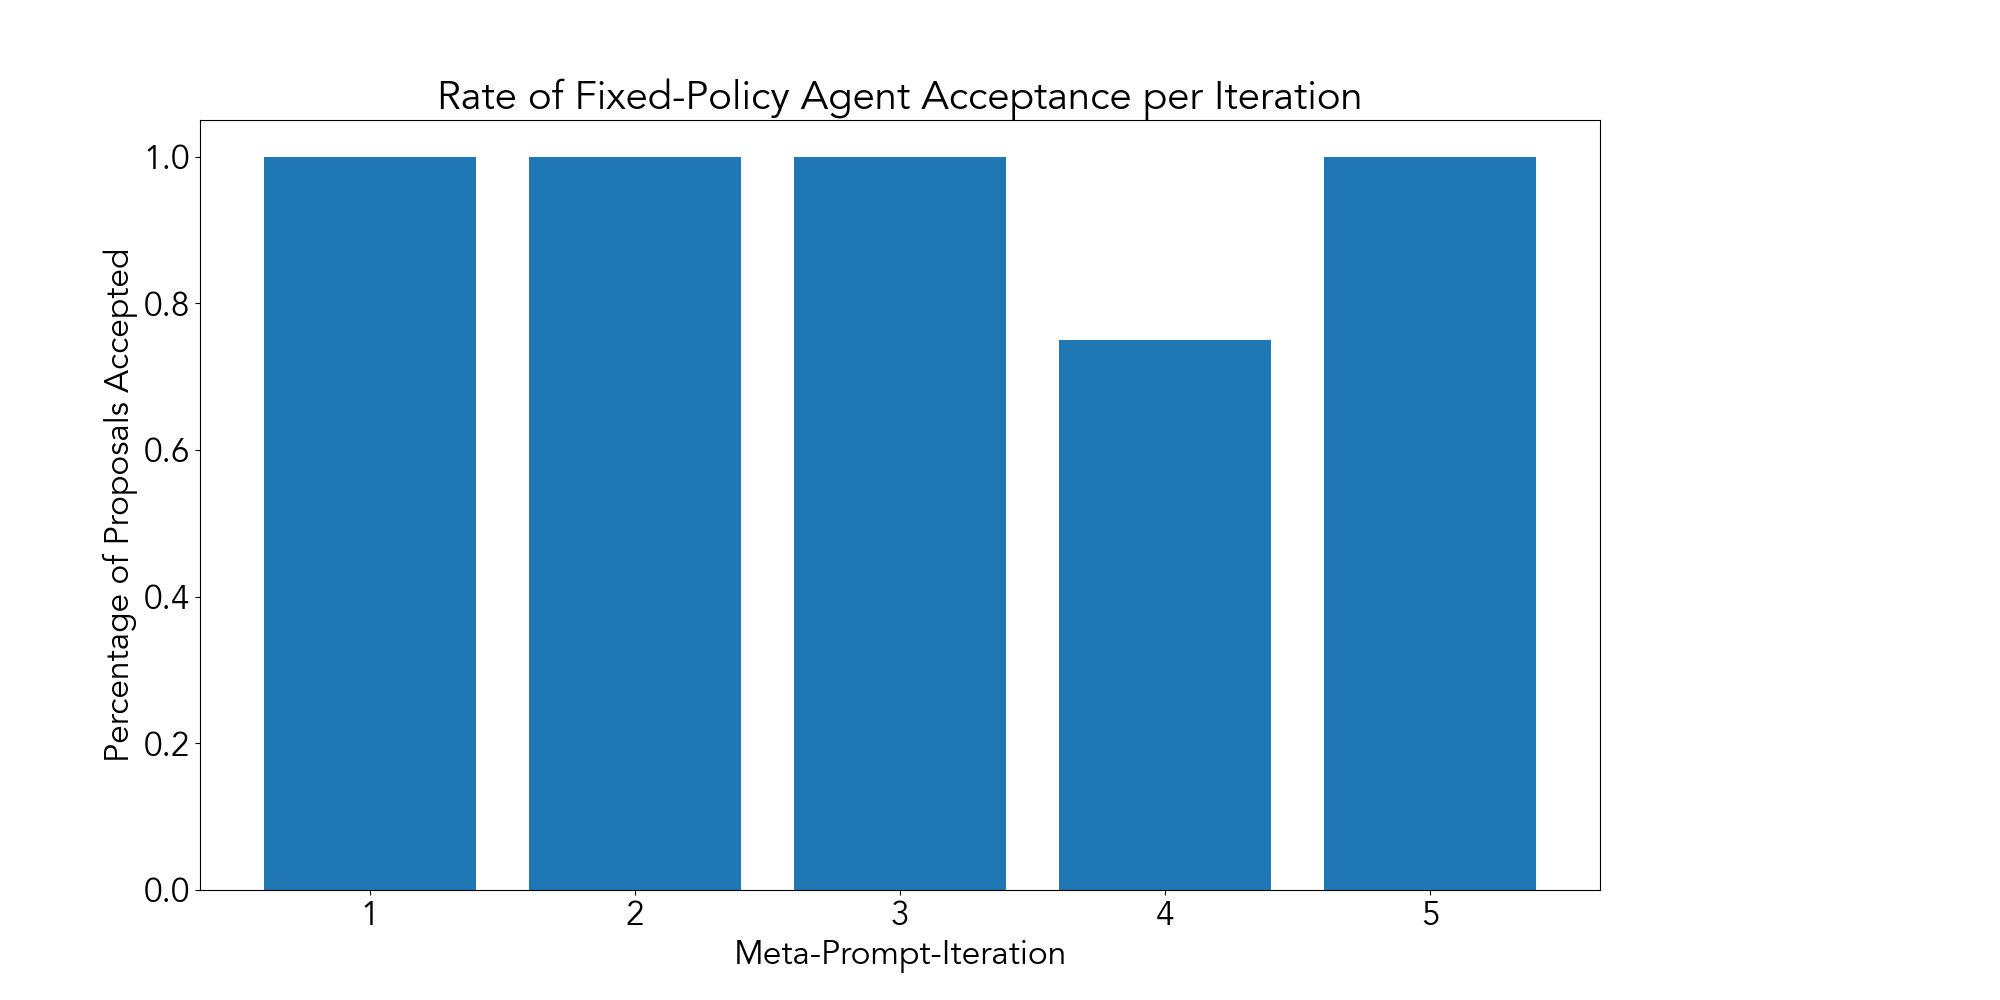 Rate of Fixed-Policy Agent Acceptance per Iteration
Percentage of Proposals Accepted
1.0
0.8
0.6
0.4
0.2
0.0
1 2 3 4 5
Meta-Prompt-Iteration